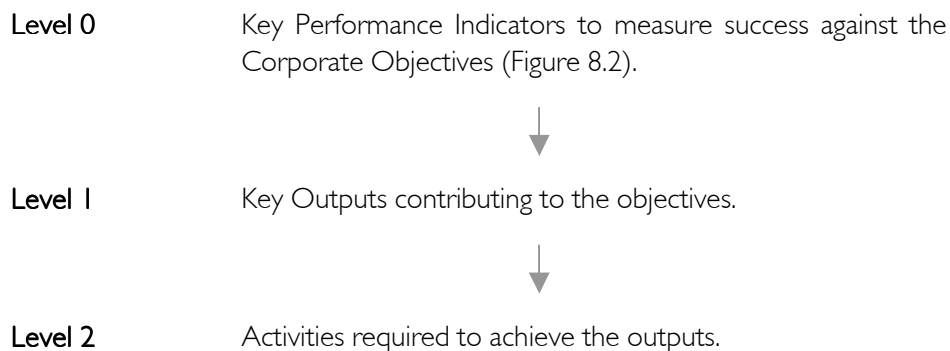 Level 0 Key Performance Indicators to measure success against the
Corporate Objectives (Figure 8.2).
Level 1 Key Outputs contributing to the objectives.
Level 2 Activities required to achieve the outputs.